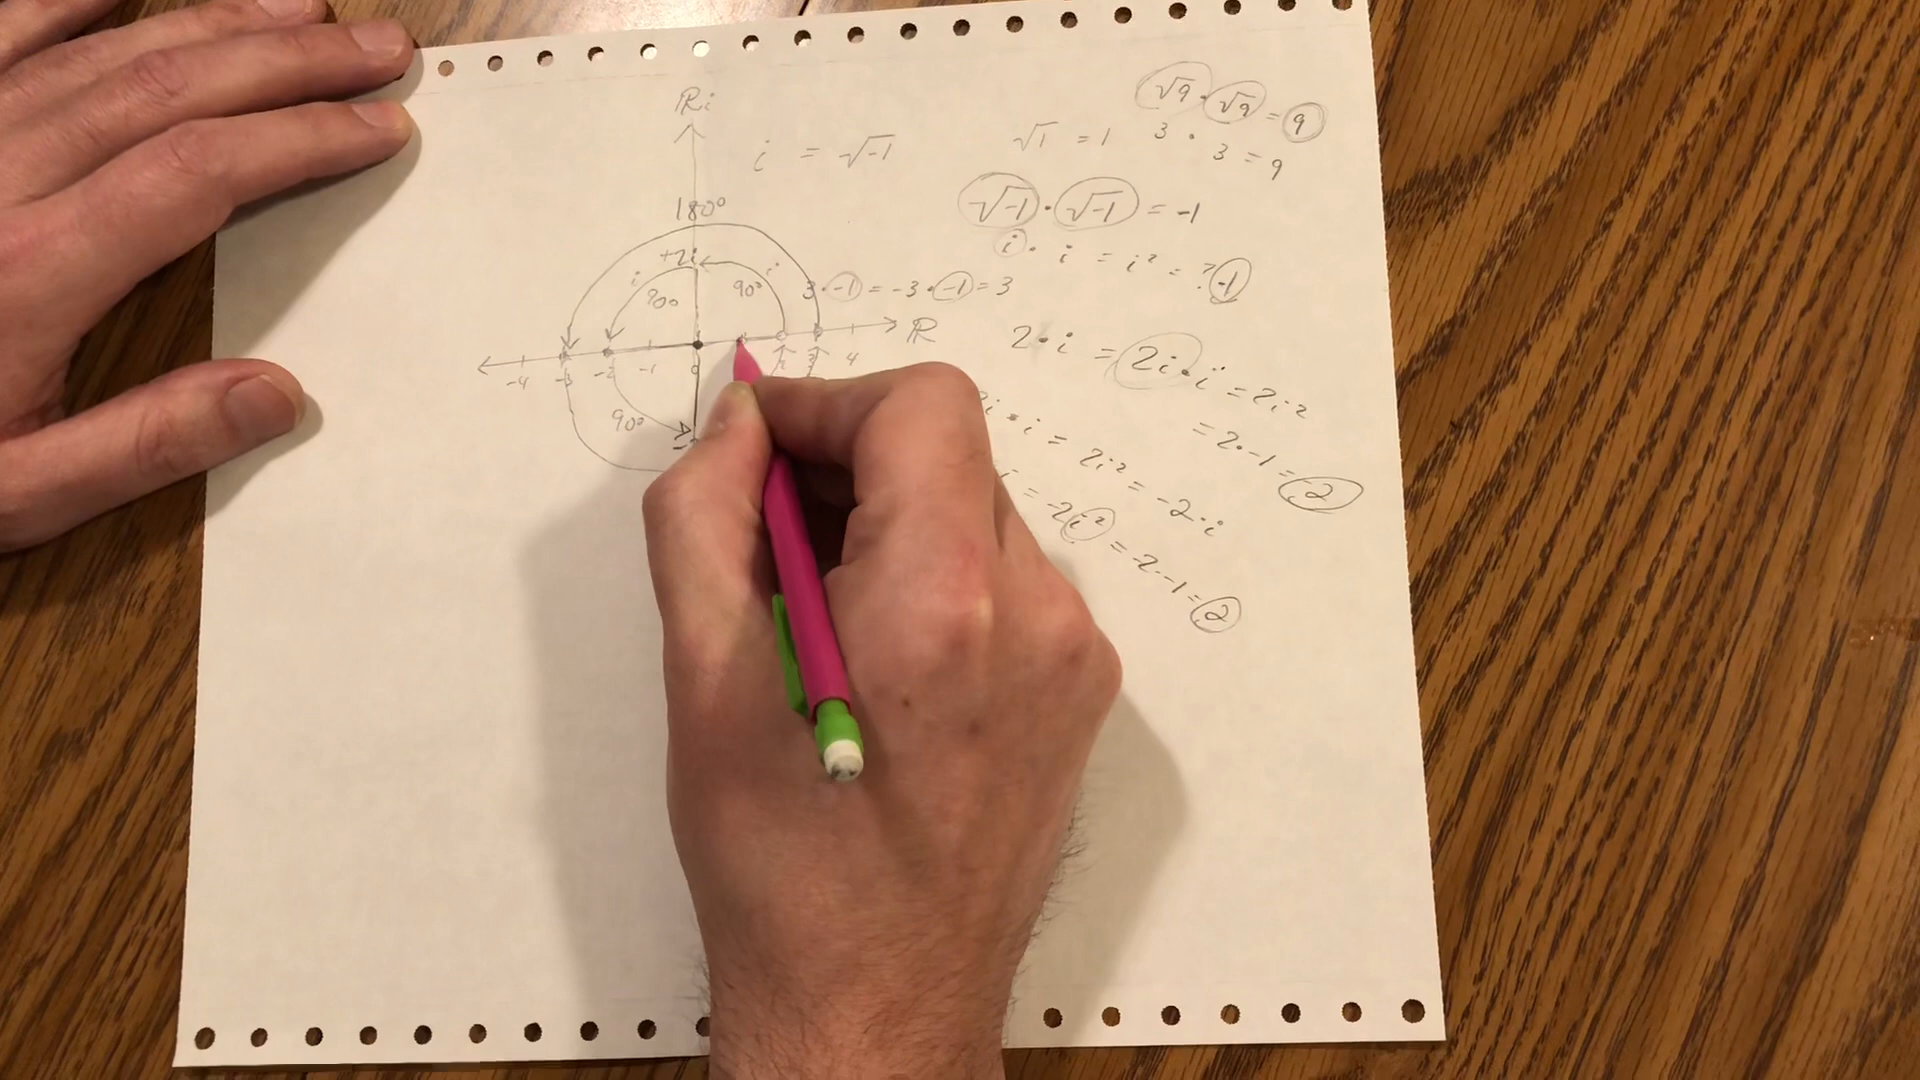 √9 · √9 = 9
3 · 3 = 9
ℝi
i = √-1
√1 = 1
√-1 · √-1 = -1
i · i = i² = ? -1
180°
+2i
i
i
90°
90°
3 · -1 = -3 · -1 = 3
ℝ
-4 -3 -2 -1 0 2 3 4
2 · i = 2i · i = 2i²
= 2 · -1 = -2
90°
i · i = 2i² = -2 · i
i = -2i² = -2 · -1 = 2